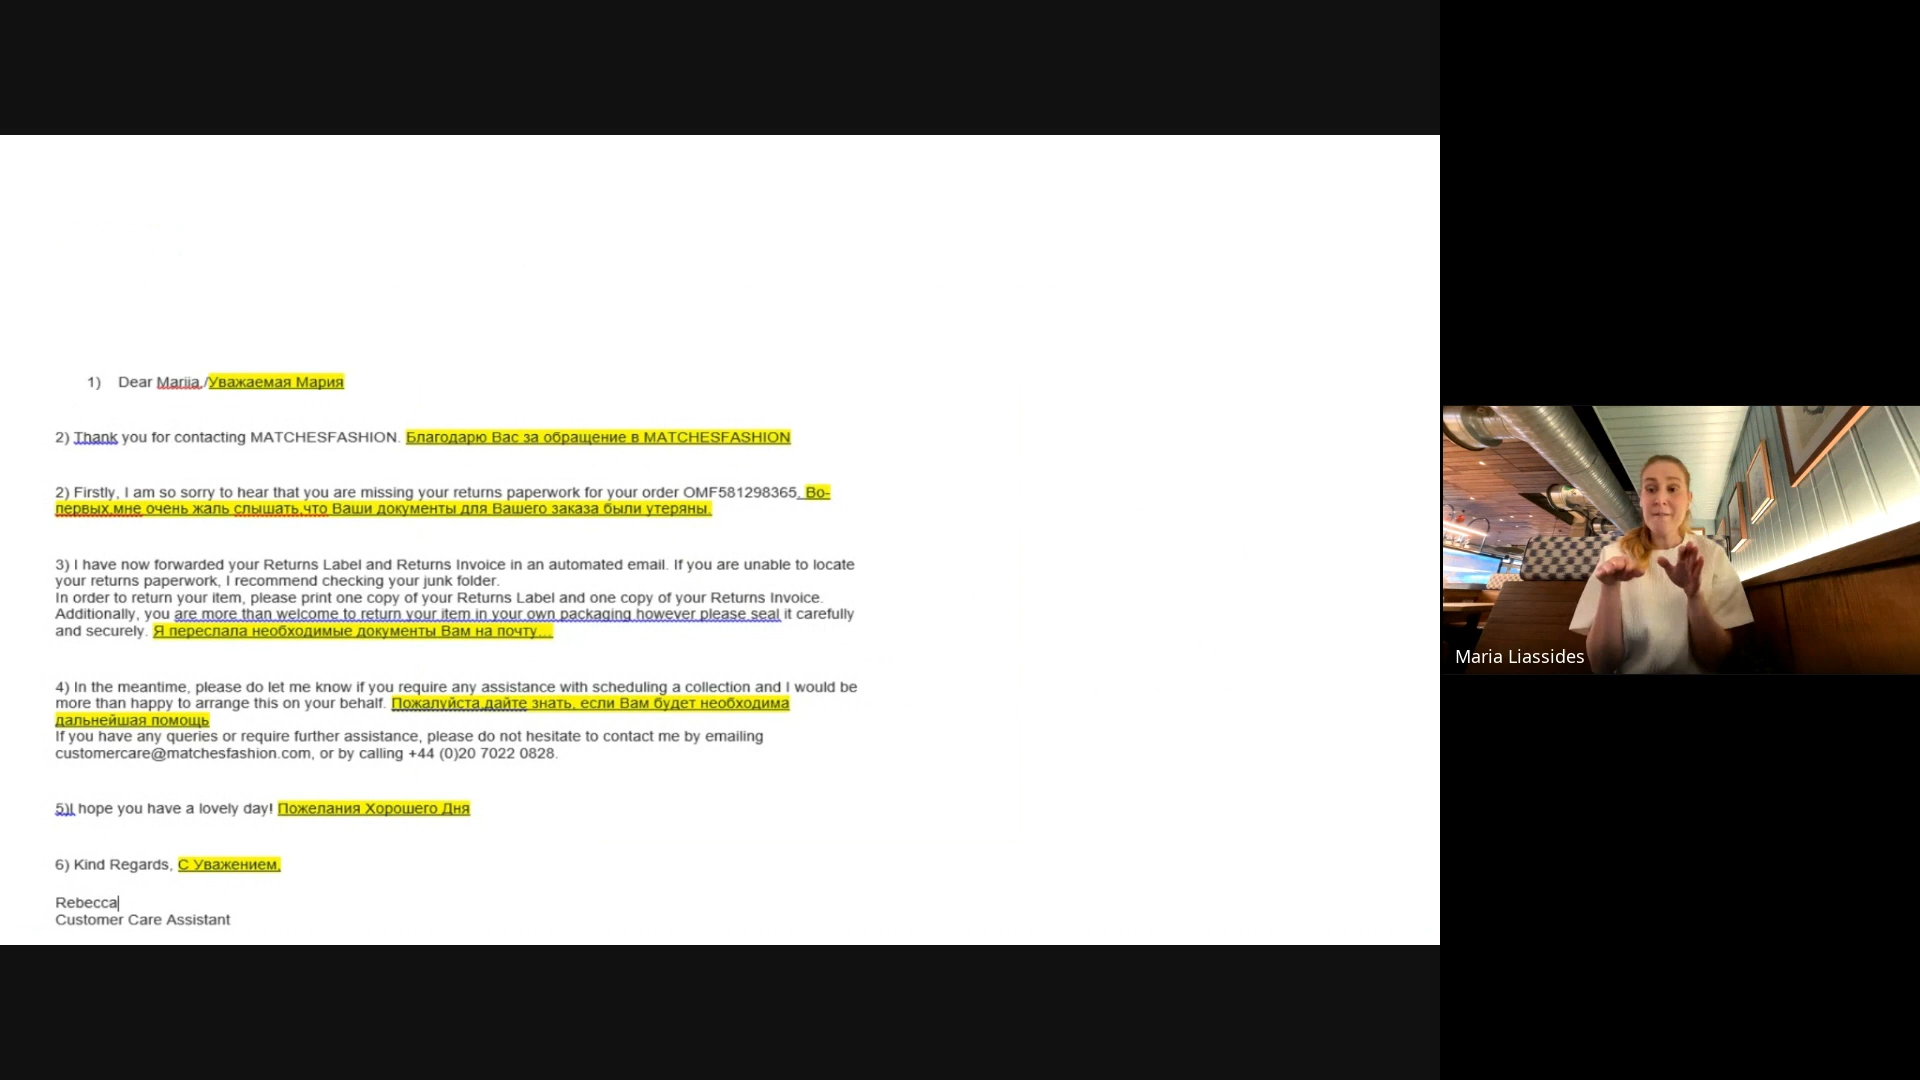 1) Dear Mariia,/Уважаемая Мария
2) Thank you for contacting MATCHESFASHION. Благодарю Вас за обращение в MATCHESFASHION
2) Firstly, I am so sorry to hear that you are missing your returns paperwork for your order OMF581298365. Во-
первых,мне очень жаль слышать,что Ваши документы для Вашего заказа были утеряны.
3) I have now forwarded your Returns Label and Returns Invoice in an automated email. If you are unable to locate
your returns paperwork, I recommend checking your junk folder.
In order to return your item, please print one copy of your Returns Label and one copy of your Returns Invoice.
Additionally, you are more than welcome to return your item in your own packaging however please seal it carefully
and securely. Я переслала необходимые документы Вам на почту...
4) In the meantime, please do let me know if you require any assistance with scheduling a collection and I would be
more than happy to arrange this on your behalf. Пожалуйста,дайте знать, если Вам будет необходима
дальнейшая помощь
If you have any queries or require further assistance, please do not hesitate to contact me by emailing
customercare@matchesfashion.com, or by calling +44 (0)20 7022 0828.
5)I hope you have a lovely day! Пожелания Хорошего Дня
6) Kind Regards, С Уважением,
Rebecca
Customer Care Assistant
Maria Liassides